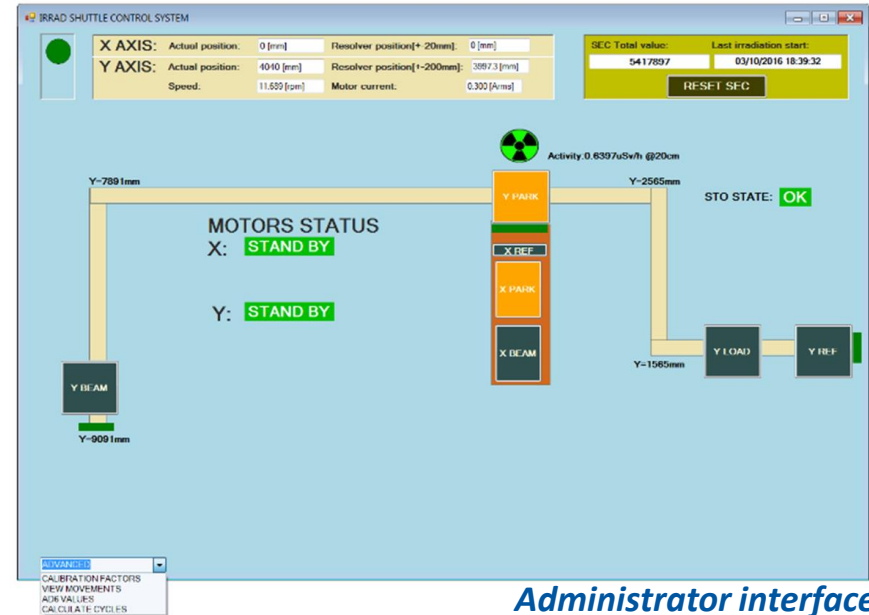 IRRAD SHUTTLE CONTROL SYSTEM
X AXIS: Actual position: 0 [mm] Resolver position[+-20mm]: 0 [mm]
Y AXIS: Actual position: 4040 [mm] Resolver position[+-200mm]: 3997.3 [mm]
Speed: 11.689 [rpm] Motor current: 0.300 [Arms]
SEC Total value: Last irradiation start:
5417897 03/10/2016 18:39:32
RESET SEC
Activity:0.6397uSv/h @20cm
Y-7891mm
Y PARK
Y-2565mm
STO STATE: OK
MOTORS STATUS
X: STAND BY
X REF
X PARK
Y: STAND BY
X BEAM
Y LOAD
Y REF
Y-1565mm
Y BEAM
Y-9091mm
ADVANCED
CALIBRATION FACTORS
VIEW MOVEMENTS
AD6 VALUES
CALCULATE CYCLES
Administrator interface